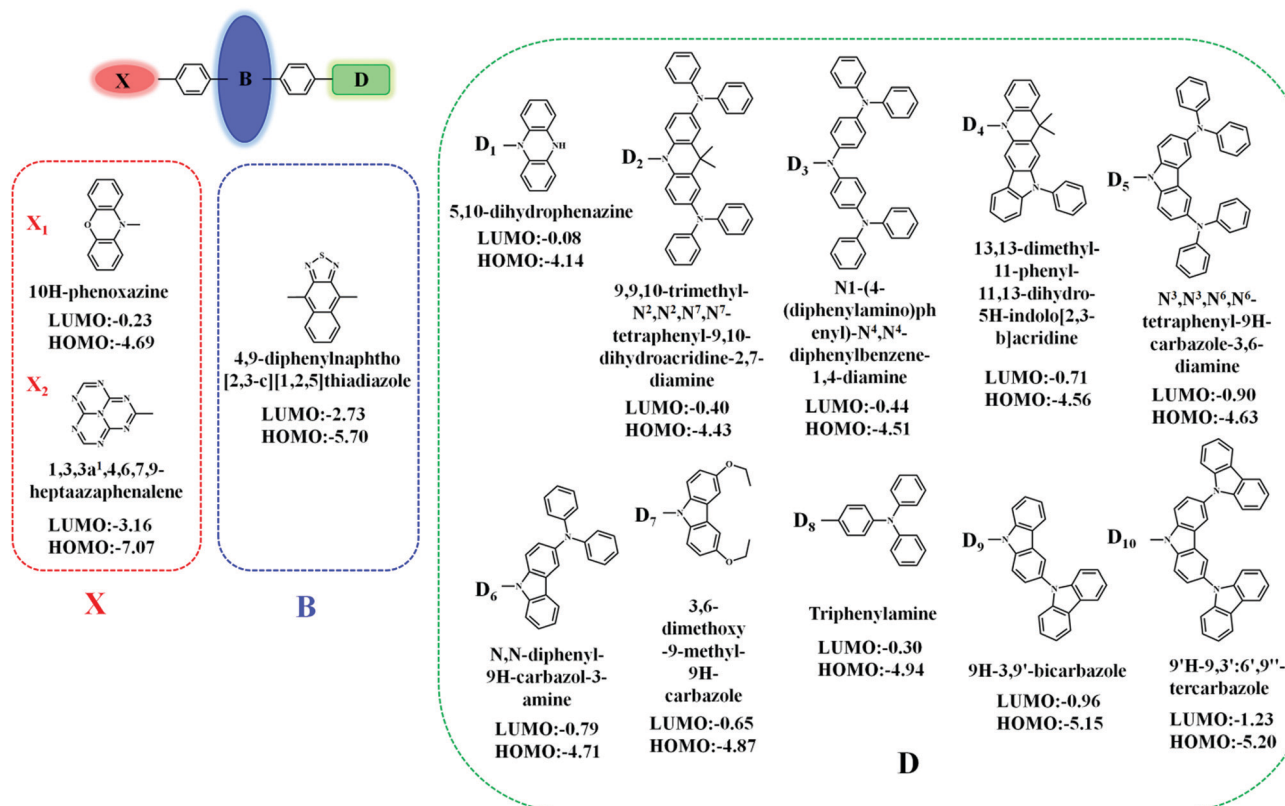 X
B
D
X1
O
N
10H-phenoxazine
LUMO:-0.23
HOMO:-4.69
X2
N
N
N
N
N
N
N
1,3,3a¹,4,6,7,9-
heptaazaphenalene
LUMO:-3.16
HOMO:-7.07
X
S
N
N
4,9-diphenylnaphtho
[2,3-c][1,2,5]thiadiazole
LUMO:-2.73
HOMO:-5.70
B
D1
N
NH
5,10-dihydrophenazine
LUMO:-0.08
HOMO:-4.14
D2
N
N
N
9,9,10-trimethyl-
N²,N²,N⁷,N⁷-
tetraphenyl-9,10-
dihydroacridine-2,7-
diamine
LUMO:-0.40
HOMO:-4.43
D3
N
N
N
N1-(4-
(diphenylamino)ph
enyl)-N⁴,N⁴-
diphenylbenzene-
1,4-diamine
LUMO:-0.44
HOMO:-4.51
D4
N
N
13,13-dimethyl-
11-phenyl-
11,13-dihydro-
5H-indolo[2,3-
b]acridine
LUMO:-0.71
HOMO:-4.56
D5
N
N
N
N³,N³,N⁶,N⁶-
tetraphenyl-9H-
carbazole-3,6-
diamine
LUMO:-0.90
HOMO:-4.63
D6
N
N
N,N-diphenyl-
9H-carbazol-3-
amine
LUMO:-0.79
HOMO:-4.71
D7
N
O
O
3,6-
dimethoxy
-9-methyl-
9H-
carbazole
LUMO:-0.65
HOMO:-4.87
D8
N
Triphenylamine
LUMO:-0.30
HOMO:-4.94
D9
N
N
9H-3,9'-bicarbazole
LUMO:-0.96
HOMO:-5.15
D10
N
N
N
9'H-9,3':6',9''-
tercarbazole
LUMO:-1.23
HOMO:-5.20
D